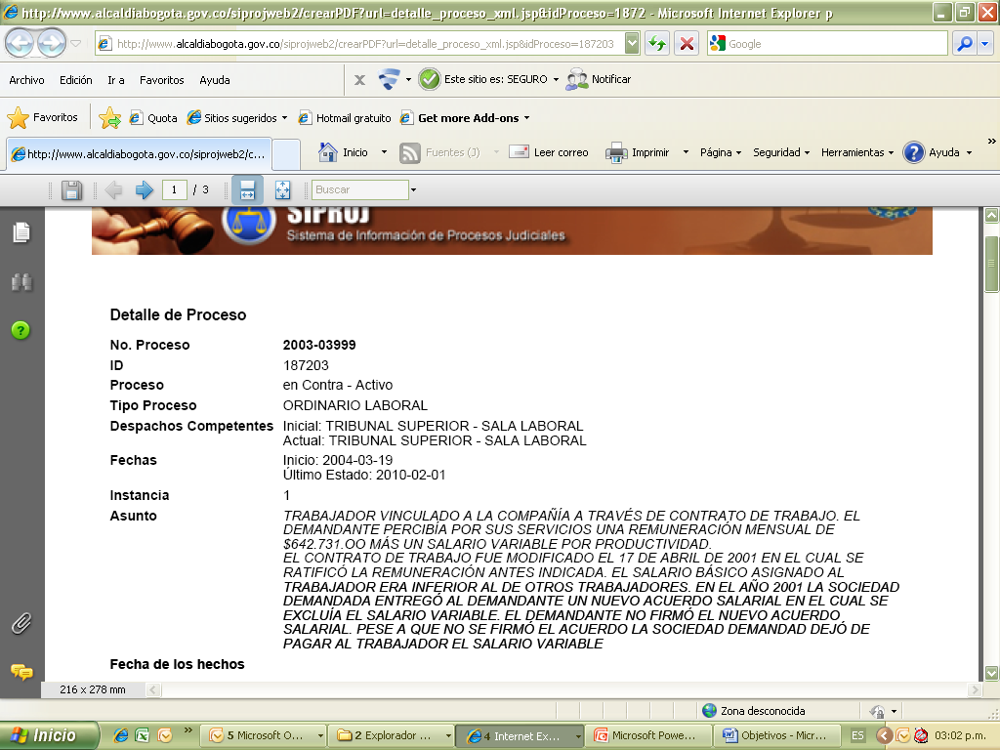 http://www.alcaldiabogota.gov.co/siprojweb2/crearPDF?url=detalle_proceso_xml.jsp&idProceso=1872 - Microsoft Internet Explorer p
http://www.alcaldiabogota.gov.co/siprojweb2/crearPDF?url=detalle_proceso_xml.jsp&idProceso=187203
Google
Archivo Edición Ir a Favoritos Ayuda
X
Este sitio es: SEGURO
Notificar
Favoritos
Quota
Sitios sugeridos
Hotmail gratuito
Get more Add-ons
http://www.alcaldiabogota.gov.co/siprojweb2/c...
Inicio
Fuentes (J)
Leer correo
Imprimir
Página
Seguridad
Herramientas
Ayuda
1 / 3
Buscar
SIPROJ
Sistema de Información de Procesos Judiciales
Detalle de Proceso
No. Proceso 2003-03999
ID 187203
Proceso en Contra - Activo
Tipo Proceso ORDINARIO LABORAL
Despachos Competentes Inicial: TRIBUNAL SUPERIOR - SALA LABORAL
Actual: TRIBUNAL SUPERIOR - SALA LABORAL
Fechas Inicio: 2004-03-19
Último Estado: 2010-02-01
Instancia 1
Asunto TRABAJADOR VINCULADO A LA COMPAÑÍA A TRAVÉS DE CONTRATO DE TRABAJO. EL
DEMANDANTE PERCIBÍA POR SUS SERVICIOS UNA REMUNERACIÓN MENSUAL DE
$642.731.OO MÁS UN SALARIO VARIABLE POR PRODUCTIVIDAD.
EL CONTRATO DE TRABAJO FUE MODIFICADO EL 17 DE ABRIL DE 2001 EN EL CUAL SE
RATIFICÓ LA REMUNERACIÓN ANTES INDICADA. EL SALARIO BÁSICO ASIGNADO AL
TRABAJADOR ERA INFERIOR AL DE OTROS TRABAJADORES. EN EL AÑO 2001 LA SOCIEDAD
DEMANDADA ENTREGÓ AL DEMANDANTE UN NUEVO ACUERDO SALARIAL EN EL CUAL SE
EXCLUÍA EL SALARIO VARIABLE. EL DEMANDANTE NO FIRMÓ EL NUEVO ACUERDO
SALARIAL. PESE A QUE NO SE FIRMÓ EL ACUERDO LA SOCIEDAD DEMANDAD DEJÓ DE
PAGAR AL TRABAJADOR EL SALARIO VARIABLE
Fecha de los hechos
216 x 278 mm
Zona desconocida
Inicio
5 Microsoft O...
2 Explorador ...
4 Internet Ex...
Microsoft Powe...
Objetivos - Micr...
ES
03:02 p.m.